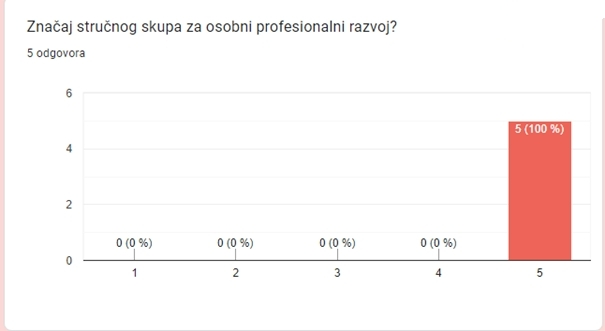 Značaj stručnog skupa za osobni profesionalni razvoj?
5 odgovora
6
4
2
0
0 (0 %)
0 (0 %)
0 (0 %)
0 (0 %)
5 (100 %)
1
2
3
4
5